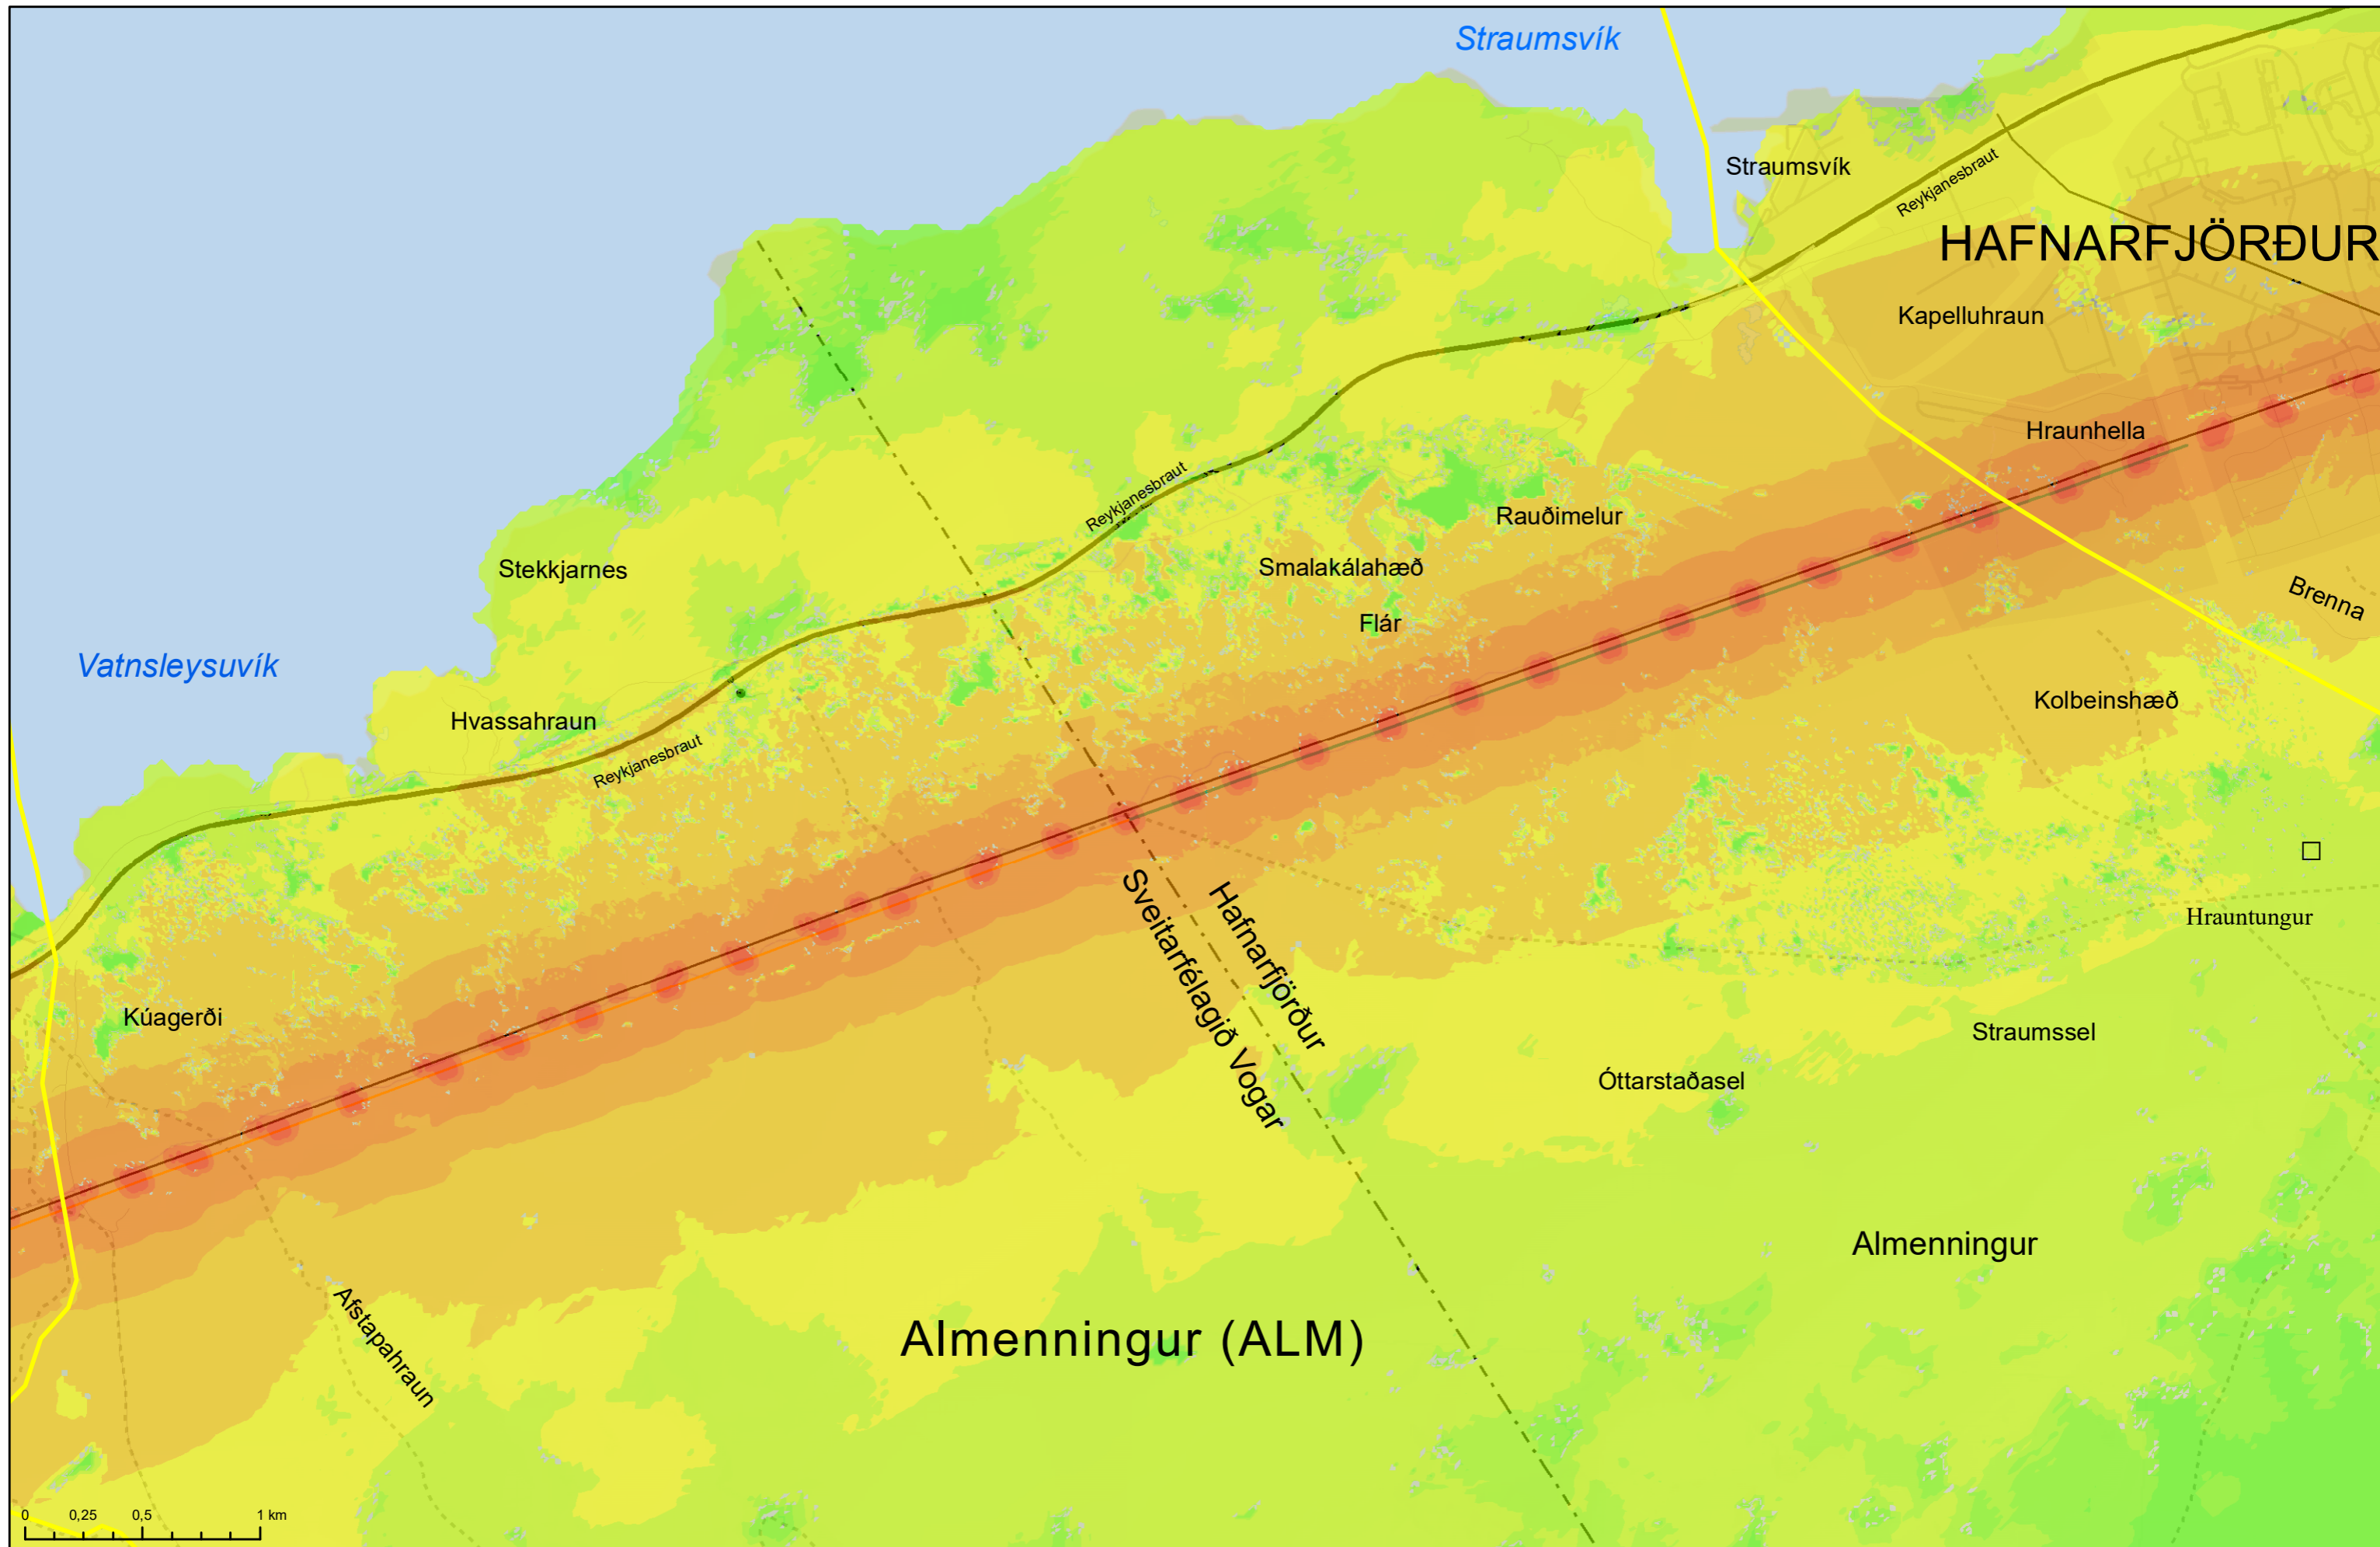 Straumsvík
Straumsvík
Reykjanesbraut
HAFNARFJÖRÐUR
Kapelluhraun
Hraunhella
Reykjanesbraut
Rauðimelur
Stekkjarnes
Smalakálahæð
Brenna
Flár
Vatnsleysuvík
Kolbeinshæð
Hvassahraun
Reykjanesbraut
Hrauntungur
Sveitarfélagið Vogar
Hafnarfjörður
Kúagerði
Straumssel
Óttarstaðasel
Almenningur
Afstapahraun
Almenningur (ALM)
0 0,25 0,5 1 km